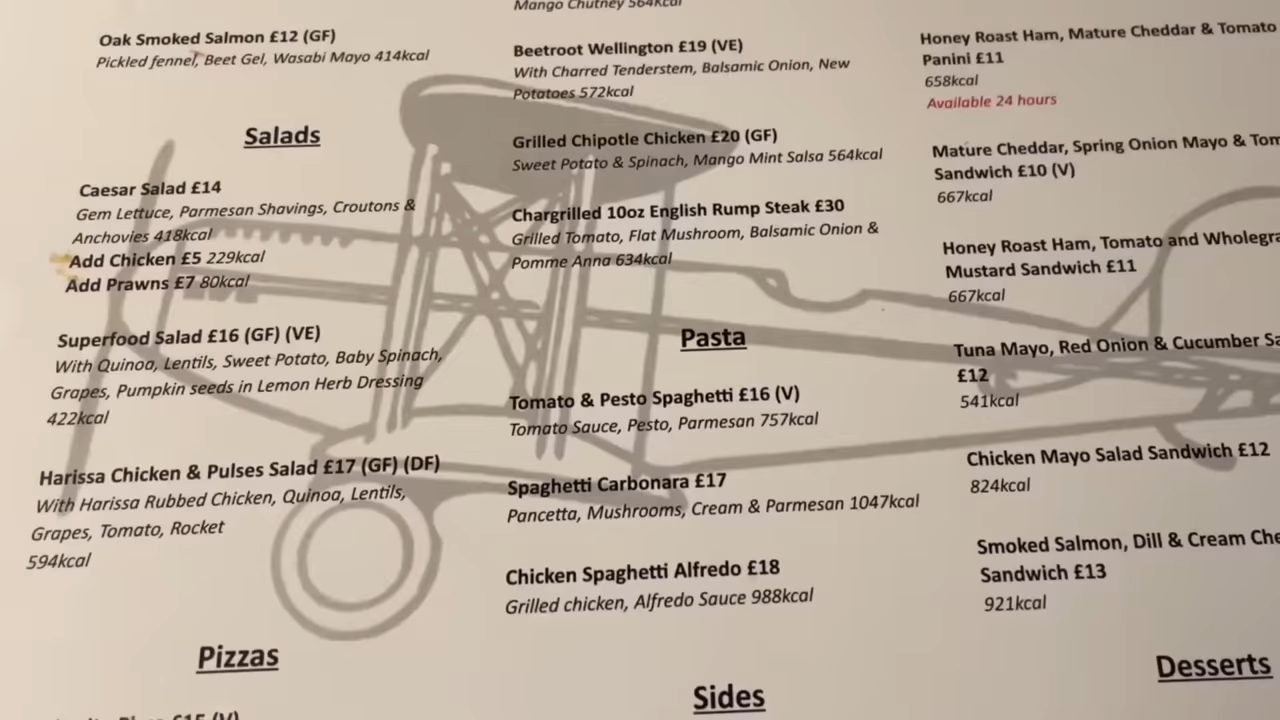 Oak Smoked Salmon £12 (GF)
Pickled fennel, Beet Gel, Wasabi Mayo 414kcal
Salads
Caesar Salad £14
Gem Lettuce, Parmesan Shavings, Croutons &
Anchovies 418kcal
Add Chicken £5 229kcal
Add Prawns £7 80kcal
Superfood Salad £16 (GF) (VE)
With Quinoa, Lentils, Sweet Potato, Baby Spinach,
Grapes, Pumpkin seeds in Lemon Herb Dressing
422kcal
Harissa Chicken & Pulses Salad £17 (GF) (DF)
With Harissa Rubbed Chicken, Quinoa, Lentils,
Grapes, Tomato, Rocket
594kcal
Pizzas
£15 (V)
Mango Chutney 564kcal
Beetroot Wellington £19 (VE)
With Charred Tenderstem, Balsamic Onion, New
Potatoes 572kcal
Grilled Chipotle Chicken £20 (GF)
Sweet Potato & Spinach, Mango Mint Salsa 564kcal
Chargrilled 10oz English Rump Steak £30
Grilled Tomato, Flat Mushroom, Balsamic Onion &
Pomme Anna 634kcal
Pasta
Tomato & Pesto Spaghetti £16 (V)
Tomato Sauce, Pesto, Parmesan 757kcal
Spaghetti Carbonara £17
Pancetta, Mushrooms, Cream & Parmesan 1047kcal
Chicken Spaghetti Alfredo £18
Grilled chicken, Alfredo Sauce 988kcal
Sides
Honey Roast Ham, Mature Cheddar & Tomato
Panini £11
658kcal
Available 24 hours
Mature Cheddar, Spring Onion Mayo & Tom
Sandwich £10 (V)
667kcal
Honey Roast Ham, Tomato and Wholegra
Mustard Sandwich £11
667kcal
Tuna Mayo, Red Onion & Cucumber Sa
£12
541kcal
Chicken Mayo Salad Sandwich £12
824kcal
Smoked Salmon, Dill & Cream Che
Sandwich £13
921kcal
Desserts